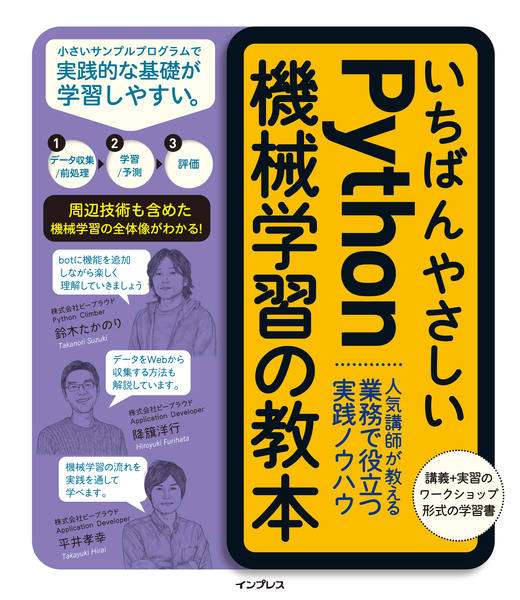 いちばんやさしい
Python
機械学習の教本
人気講師が教える
業務で役立つ
実践ノウハウ
講義+実習の
ワークショップ
形式の学習書
小さいサンプルプログラムで
実践的な基礎が
学習しやすい。
1
データ収集
/前処理
2
学習
/予測
3
評価
周辺技術も含めた
機械学習の全体像がわかる!
botに機能を追加
しながら楽しく
理解していきましょう
株式会社ビープラウド
Python Climber
鈴木たかのり
Takanori Suzuki
データをWebから
収集する方法も
解説しています。
株式会社ビープラウド
Application Developer
降籏洋行
Hiroyuki Furihata
機械学習の流れを
実践を通して
学べます。
株式会社ビープラウド
Application Developer
平井孝幸
Takayuki Hirai
インプレス